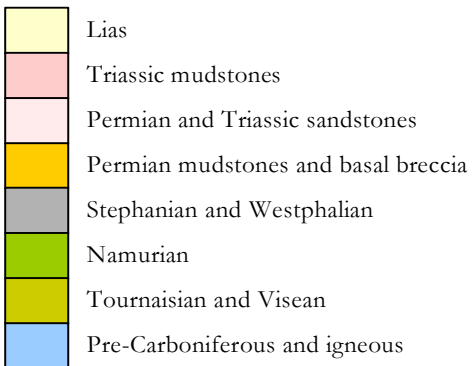 Lias
Triassic mudstones
Permian and Triassic sandstones
Permian mudstones and basal breccia
Stephanian and Westphalian
Namurian
Tournaisian and Visean
Pre-Carboniferous and igneous